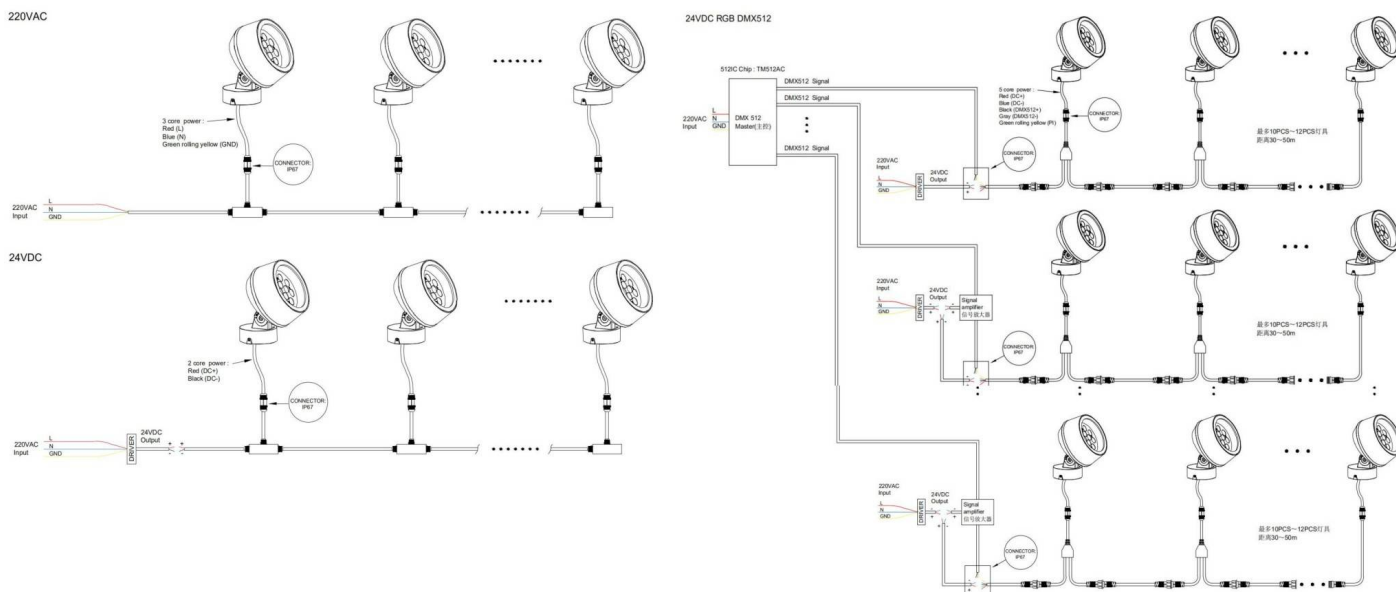 220VAC
3 core power :
Red (L)
Blue (N)
Green rolling yellow (GND)
CONNECTOR:
IP67
220VAC
Input
L
N
GND
24VDC
2 core power :
Red (DC+)
Black (DC-)
CONNECTOR:
IP67
220VAC
Input
L
N
GND
DRIVER
24VDC
Output
+ +
- -
24VDC RGB DMX512
512IC Chip : TM512AC
220VAC
Input
L
N
GND
DMX 512
Master(主控)
DMX512 Signal
DMX512 Signal
DMX512 Signal
5 core power :
Red (DC+)
Blue (DC-)
Black (DMX512+)
Gray (DMX512-)
Green rolling yellow (PI)
CONNECTOR:
IP67
CONNECTOR:
IP67
最多10PCS～12PCS灯具
距离30～50m
220VAC
Input
L
N
GND
DRIVER
24VDC
Output
220VAC
Input
L
N
GND
DRIVER
24VDC
Output
Signal
amplifier
信号放大器
CONNECTOR:
IP67
最多10PCS～12PCS灯具
距离30～50m
220VAC
Input
L
N
GND
DRIVER
24VDC
Output
Signal
amplifier
信号放大器
CONNECTOR:
IP67
最多10PCS～12PCS灯具
距离30～50m